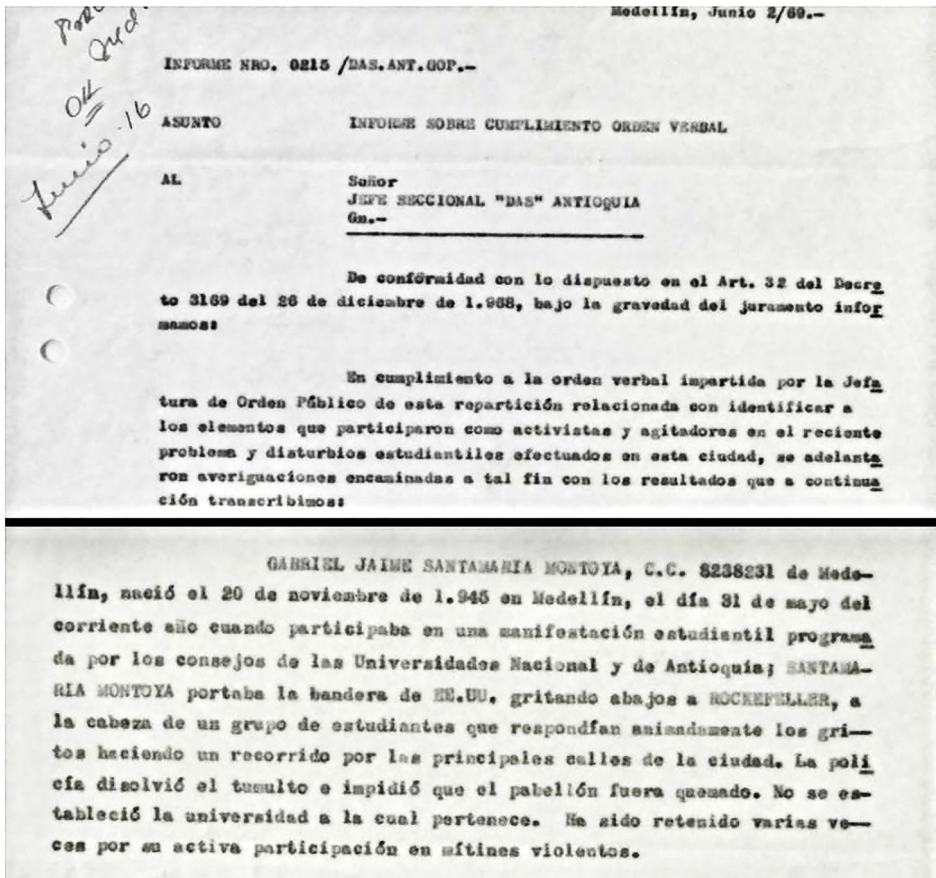 Medellín, Junio 2/69.-
OK
Junio-16
INFORME NRO. 0215 /DAS.ANT.GOP.-
ASUNTO INFORME SOBRE CUMPLIMIENTO ORDEN VERBAL
AL Señor
JEFE SECCIONAL "DAS" ANTIOQUIA
Gn.-
De conformidad con lo dispuesto en el Art. 32 del Decre
to 3169 del 26 de diciembre de 1.968, bajo la gravedad del juramento infor
mamos:
En cumplimiento a la orden verbal impartida por la Jefa
tura de Orden Público de esta repartición relacionada con identificar a
los elementos que participaron como activistas y agitadores en el reciente
problema y disturbios estudiantiles efectuados en esta ciudad, se adelanta
ron averiguaciones encaminadas a tal fin con los resultados que a continua
ción transcribimos:
GABRIEL JAIME SANTAMARIA MONTOYA, C.C. 8238231 de Mede-
llín, nació el 20 de noviembre de 1.945 en Medellín, el día 31 de mayo del
corriente año cuando participaba en una manifestación estudiantil programa
da por los consejos de las Universidades Nacional y de Antioquia; SANTAMA-
RIA MONTOYA portaba la bandera de EE.UU. gritando abajos a ROCKEFELLER, a
la cabeza de un grupo de estudiantes que respondían animadamente los gri-
tos haciendo un recorrido por las principales calles de la ciudad. La poli
cía disolvió el tumulto e impidió que el pabellón fuera quemado. No se es-
tableció la universidad a la cual pertenece. Ha sido retenido varias ve-
ces por su activa participación en mítines violentos.